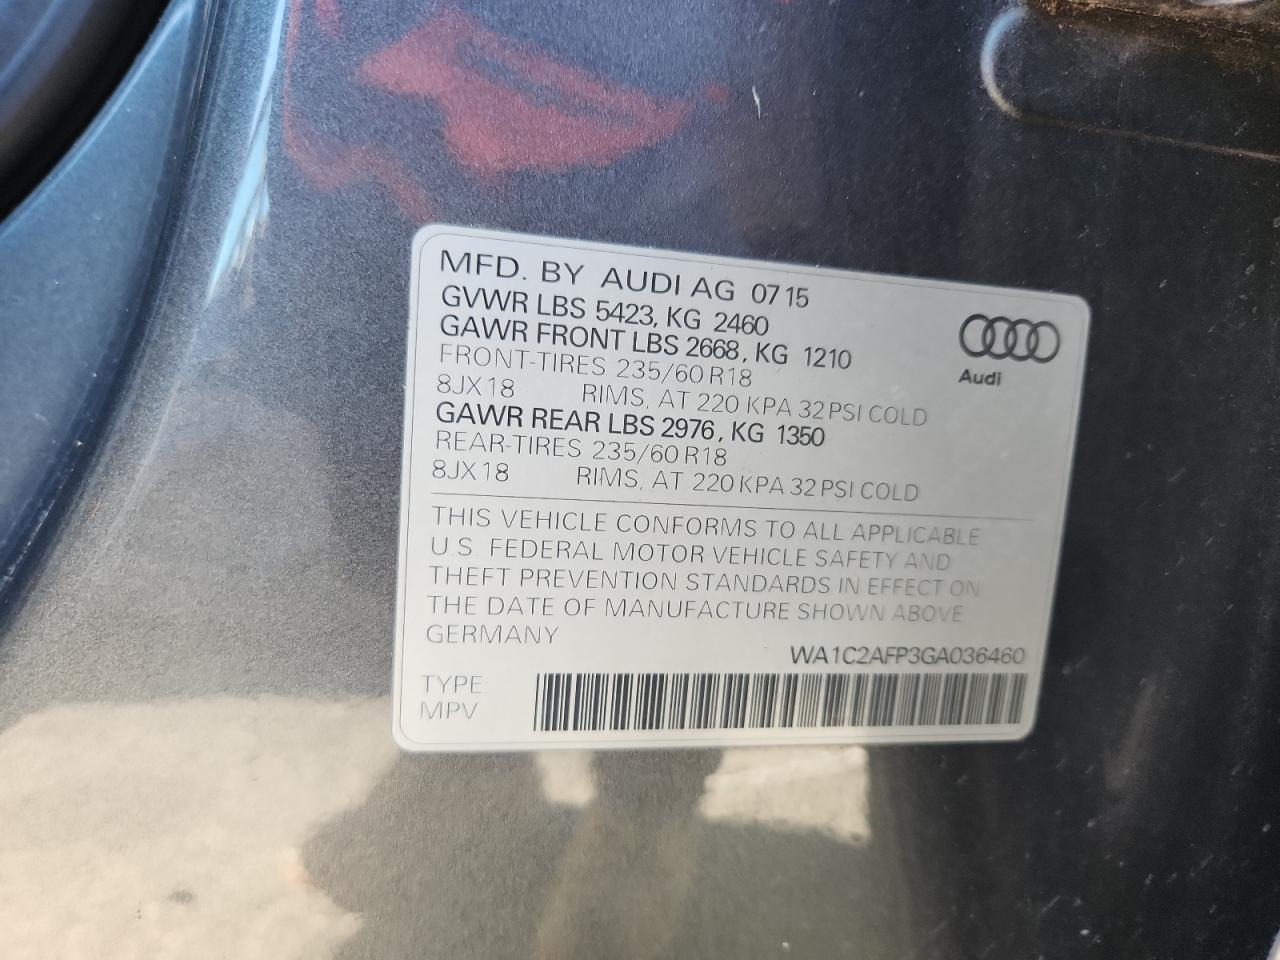 MFD. BY AUDI AG 0715
GVWR LBS 5423, KG 2460
GAWR FRONT LBS 2668, KG 1210
FRONT-TIRES 235/60 R18
8JX18 RIMS, AT 220 KPA 32 PSI COLD
GAWR REAR LBS 2976, KG 1350
REAR-TIRES 235/60 R18
8JX18 RIMS, AT 220 KPA 32 PSI COLD
Audi
THIS VEHICLE CONFORMS TO ALL APPLICABLE
U.S. FEDERAL MOTOR VEHICLE SAFETY AND
THEFT PREVENTION STANDARDS IN EFFECT ON
THE DATE OF MANUFACTURE SHOWN ABOVE
GERMANY
WA1C2AFP3GA036460
TYPE
MPV